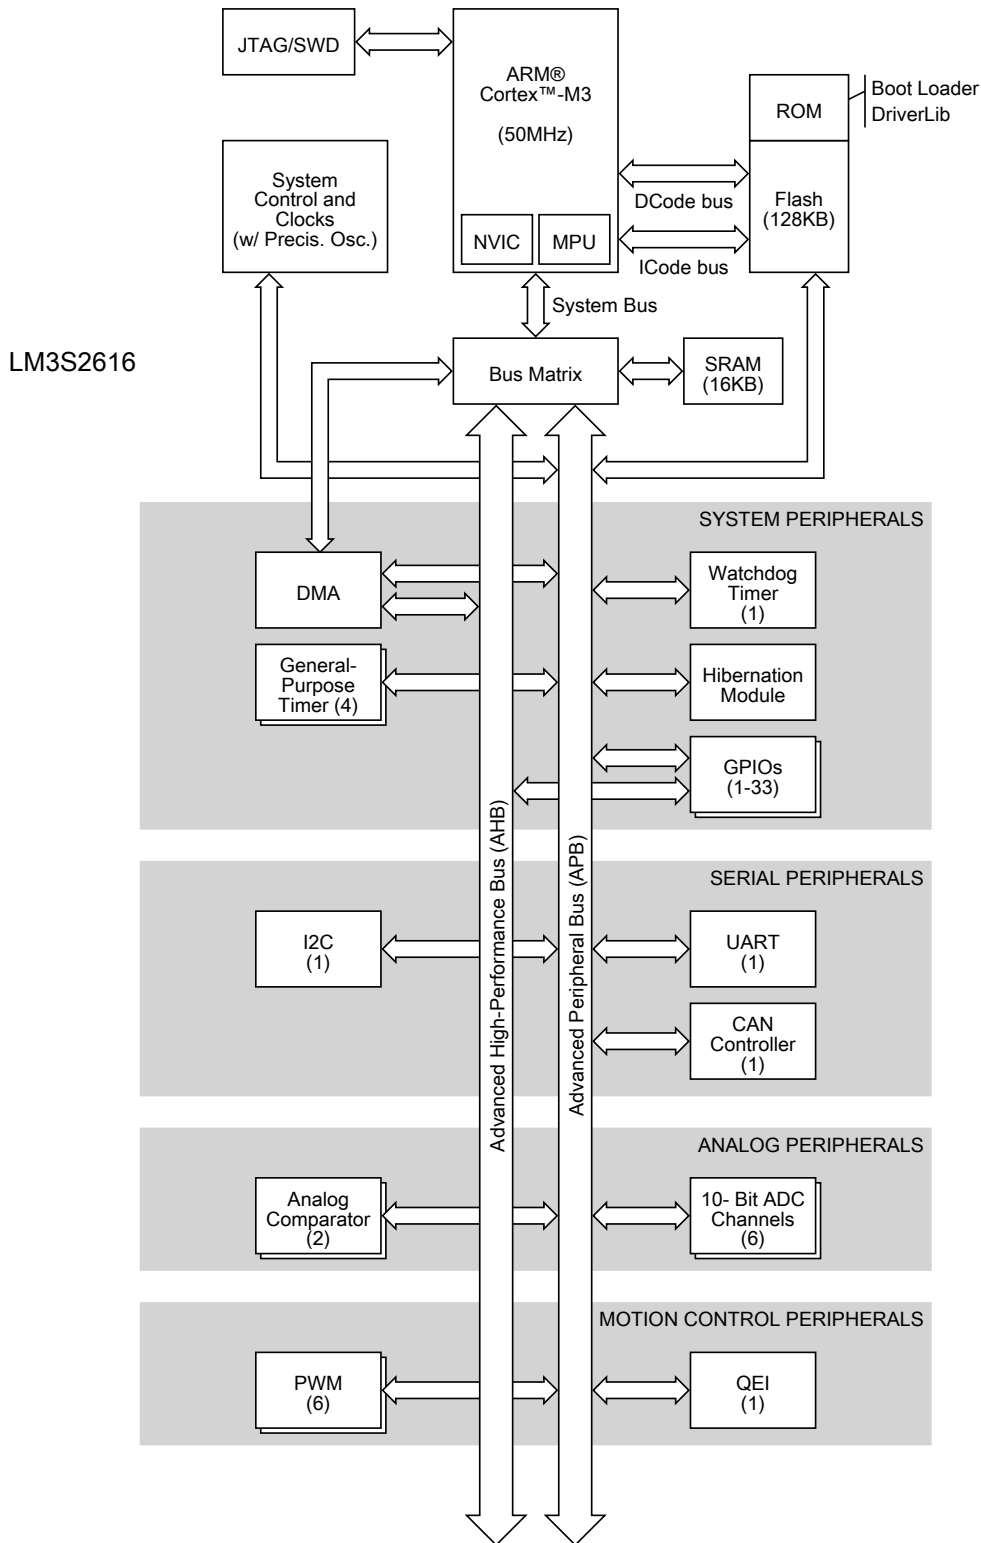 JTAG/SWD
ARM®
Cortex™-M3
(50MHz)
NVIC
MPU
ROM
Boot Loader
DriverLib
Flash
(128KB)
DCode bus
ICode bus
System
Control and
Clocks
(w/ Precis. Osc.)
System Bus
LM3S2616
Bus Matrix
SRAM
(16KB)
SYSTEM PERIPHERALS
DMA
Watchdog
Timer
(1)
General-
Purpose
Timer (4)
Hibernation
Module
GPIOs
(1-33)
Advanced High-Performance Bus (AHB)
Advanced Peripheral Bus (APB)
SERIAL PERIPHERALS
I2C
(1)
UART
(1)
CAN
Controller
(1)
ANALOG PERIPHERALS
Analog
Comparator
(2)
10- Bit ADC
Channels
(6)
MOTION CONTROL PERIPHERALS
PWM
(6)
QEI
(1)